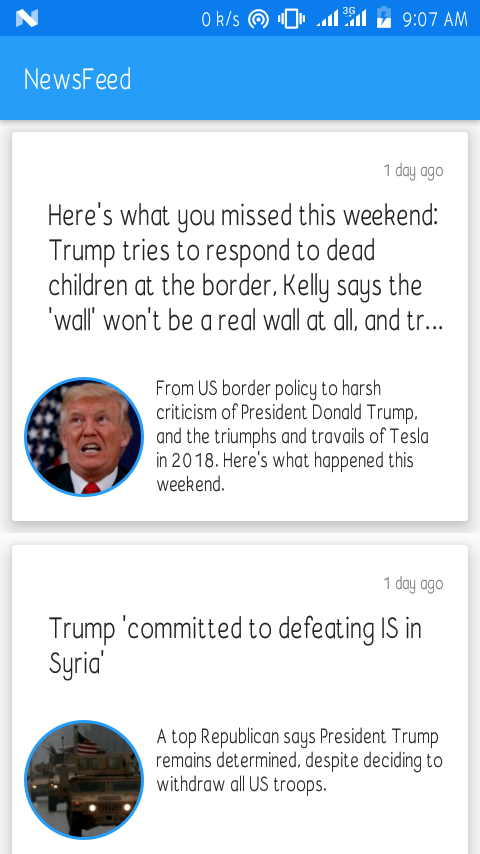 0 k/s 3G 9:07 AM
NewsFeed
1 day ago
Here's what you missed this weekend:
Trump tries to respond to dead
children at the border, Kelly says the
'wall' won't be a real wall at all, and tr...
From US border policy to harsh
criticism of President Donald Trump,
and the triumphs and travails of Tesla
in 2018. Here's what happened this
weekend.
1 day ago
Trump 'committed to defeating IS in
Syria'
A top Republican says President Trump
remains determined, despite deciding to
withdraw all US troops.